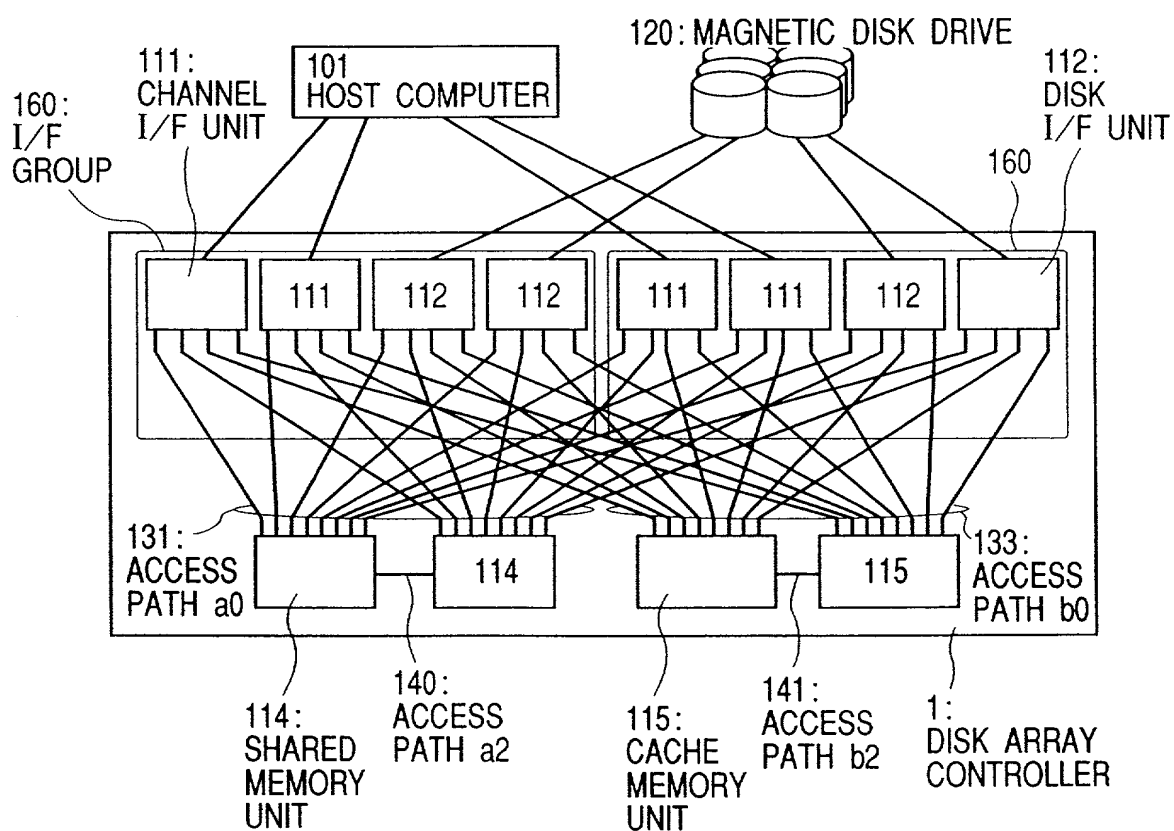 120: MAGNETIC DISK DRIVE
111:
CHANNEL
I/F UNIT
101
HOST COMPUTER
112:
DISK
I/F UNIT
160:
I/F
GROUP
160
111
112
112
111
111
112
131:
ACCESS
PATH a0
114
115
133:
ACCESS
PATH b0
114:
SHARED
MEMORY
UNIT
140:
ACCESS
PATH a2
115:
CACHE
MEMORY
UNIT
141:
ACCESS
PATH b2
1:
DISK ARRAY
CONTROLLER